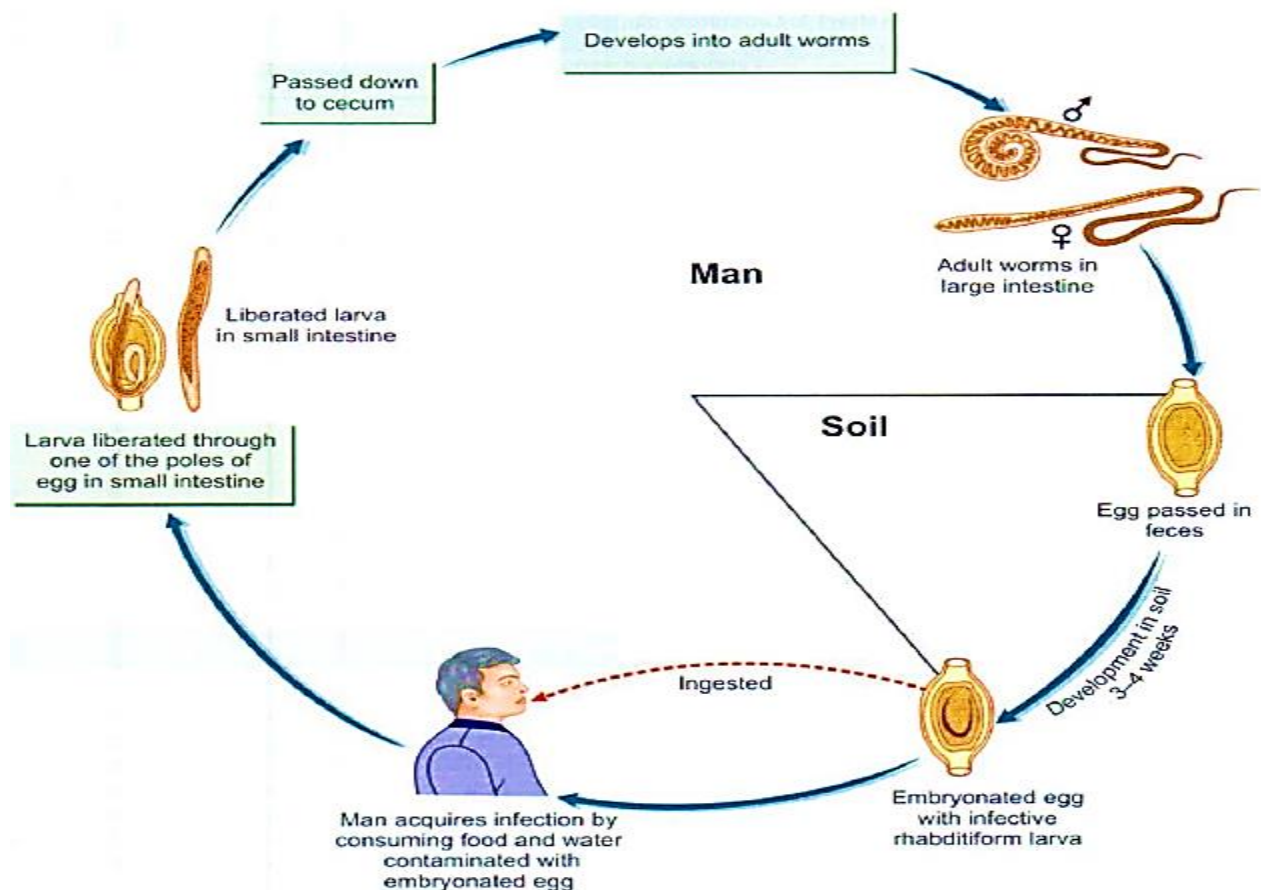 Develops into adult worms
Passed down
to cecum
♂
♀
Adult worms in
large intestine
Man
Liberated larva
in small intestine
Soil
Larva liberated through
one of the poles of
egg in small intestine
Egg passed in
feces
Development in soil
3–4 weeks
Ingested
Embryonated egg
with infective
rhabditiform larva
Man acquires infection by
consuming food and water
contaminated with
embryonated egg